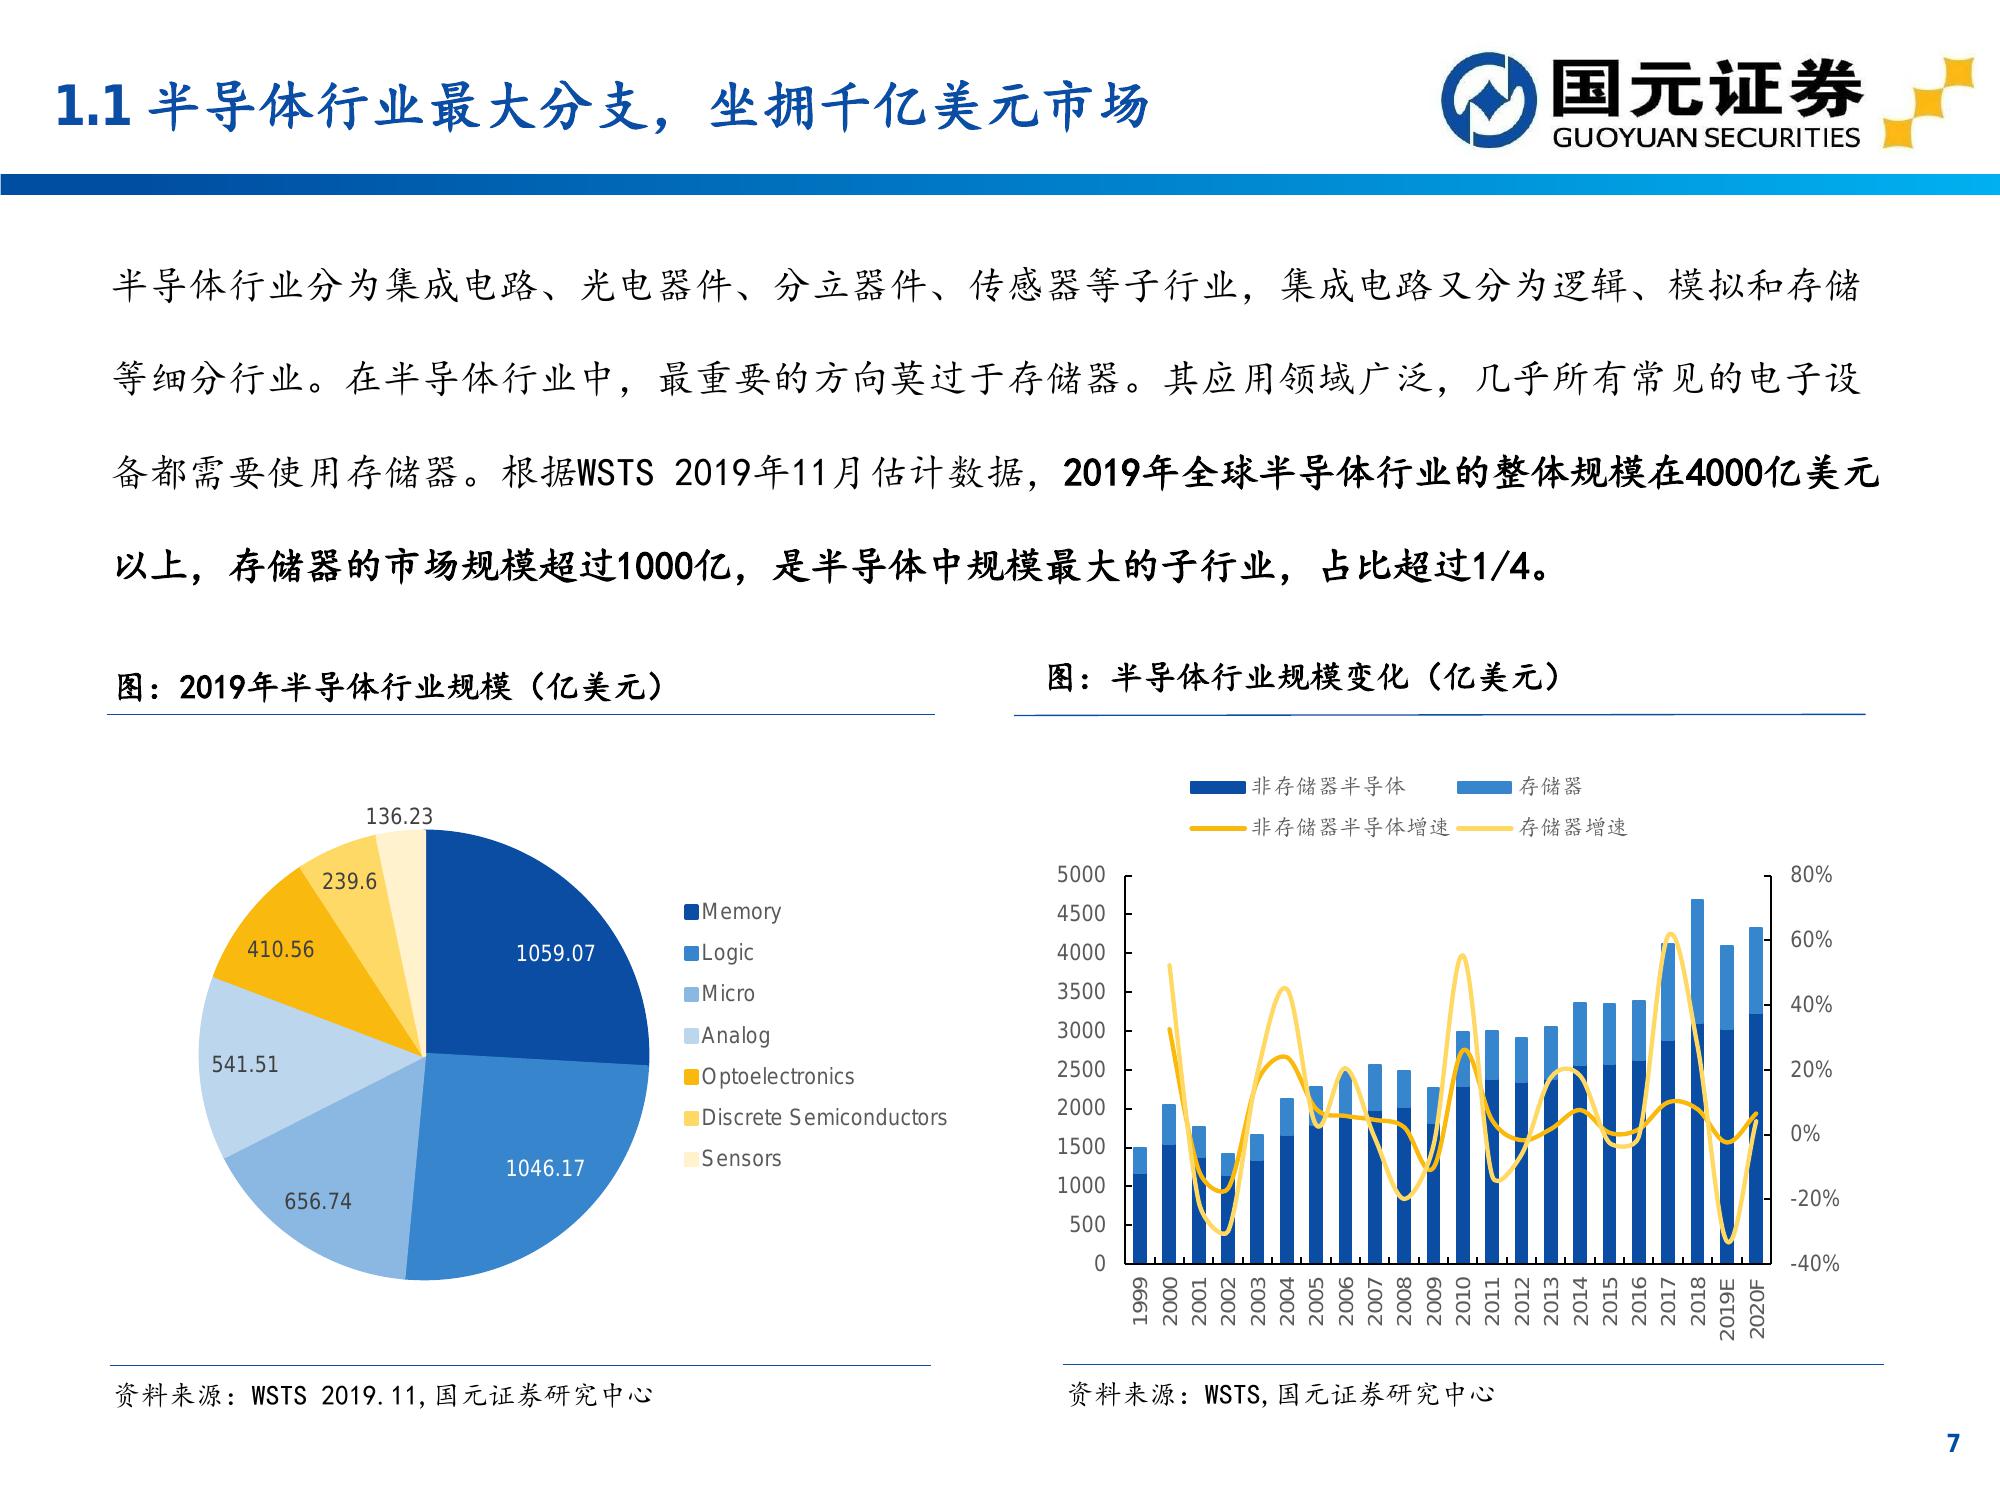 1.1 半导体行业最大分支，坐拥千亿美元市场
国元证券
GUOYUAN SECURITIES
半导体行业分为集成电路、光电器件、分立器件、传感器等子行业，集成电路又分为逻辑、模拟和存储
等细分行业。在半导体行业中，最重要的方向莫过于存储器。其应用领域广泛，几乎所有常见的电子设
备都需要使用存储器。根据WSTS 2019年11月估计数据，2019年全球半导体行业的整体规模在4000亿美元
以上，存储器的市场规模超过1000亿，是半导体中规模最大的子行业，占比超过1/4。
图：2019年半导体行业规模（亿美元）
136.23
239.6
410.56
1059.07
541.51
1046.17
656.74
Memory
Logic
Micro
Analog
Optoelectronics
Discrete Semiconductors
Sensors
资料来源：WSTS 2019.11,国元证券研究中心
图：半导体行业规模变化（亿美元）
非存储器半导体 存储器
非存储器半导体增速 存储器增速
5000
4500
4000
3500
3000
2500
2000
1500
1000
500
0
80%
60%
40%
20%
0%
-20%
-40%
1999
2000
2001
2002
2003
2004
2005
2006
2007
2008
2009
2010
2011
2012
2013
2014
2015
2016
2017
2018
2019E
2020F
资料来源：WSTS,国元证券研究中心
7